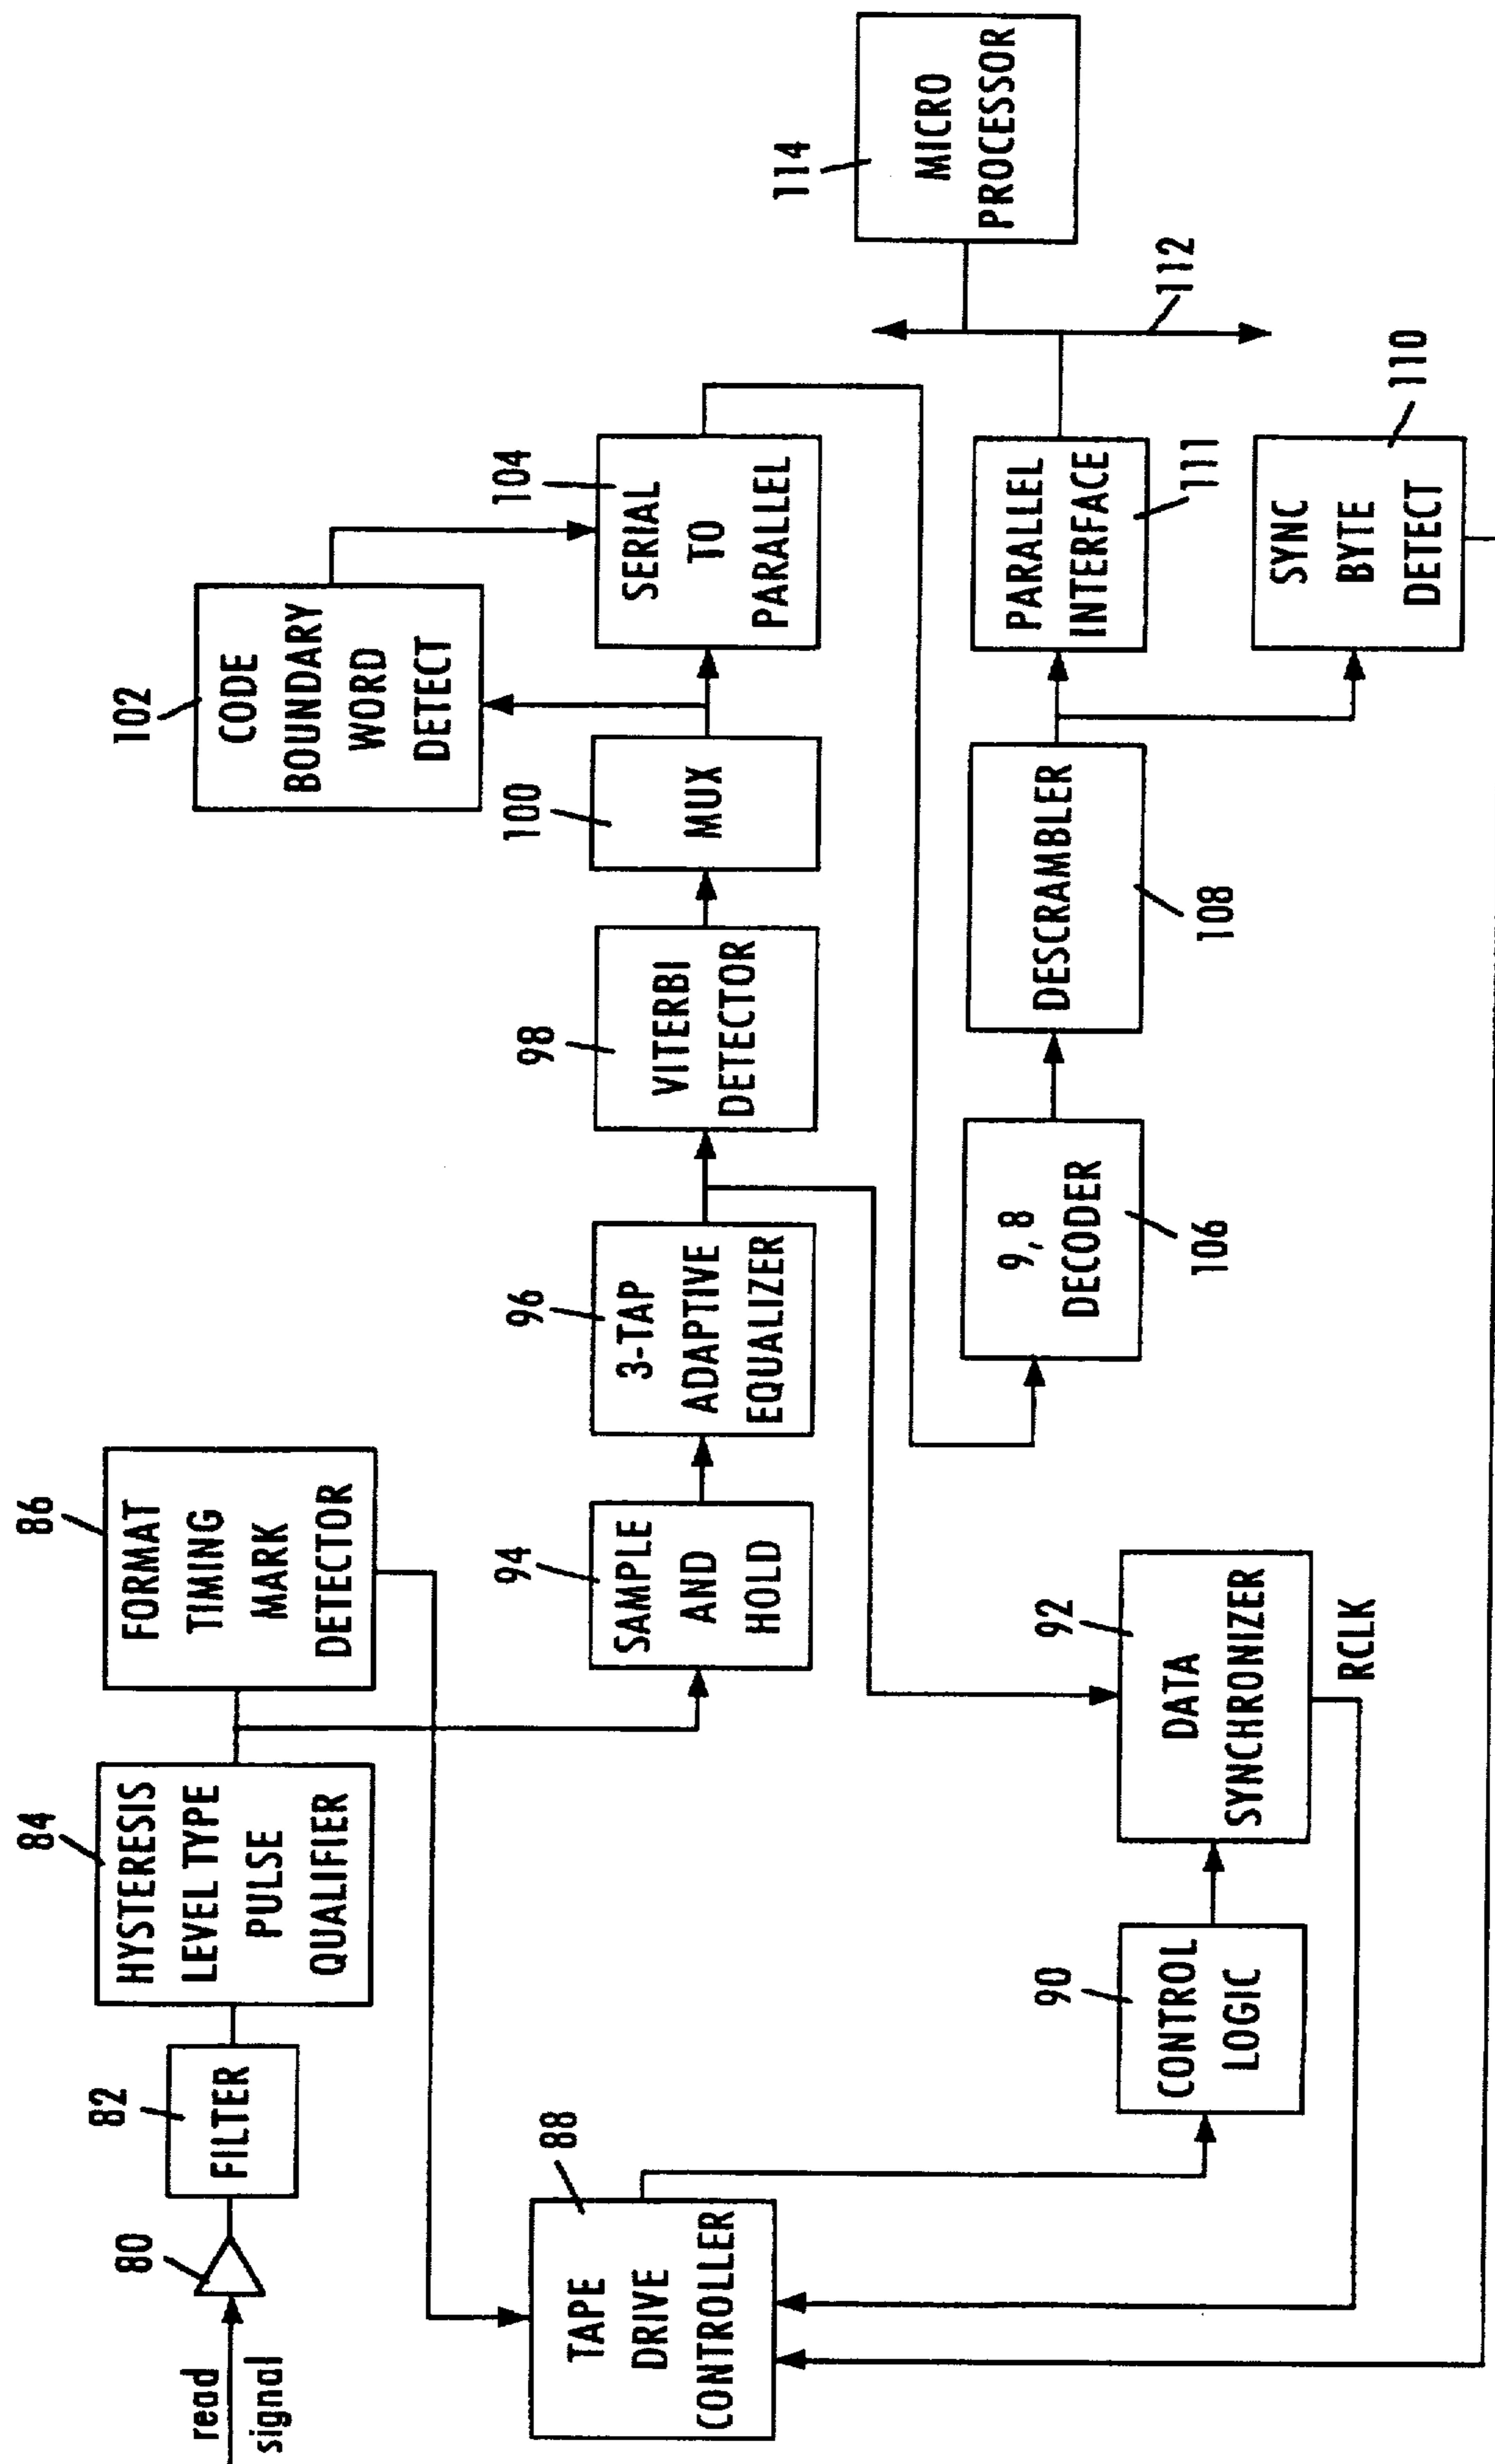 read
signal
80
82
FILTER
84
HYSTERESIS
LEVEL TYPE
PULSE
QUALIFIER
86
FORMAT
TIMING
MARK
DETECTOR
88
TAPE
DRIVE
CONTROLLER
90
CONTROL
LOGIC
92
DATA
SYNCHRONIZER
RCLK
94
SAMPLE
AND
HOLD
96
3-TAP
ADAPTIVE
EQUALIZER
98
VITERBI
DETECTOR
100
MUX
102
CODE
BOUNDARY
WORD
DETECT
104
SERIAL
TO
PARALLEL
9, 8
DECODER
106
DESCRAMBLER
108
PARALLEL
INTERFACE
111
SYNC
BYTE
DETECT
110
112
114
MICRO
PROCESSOR